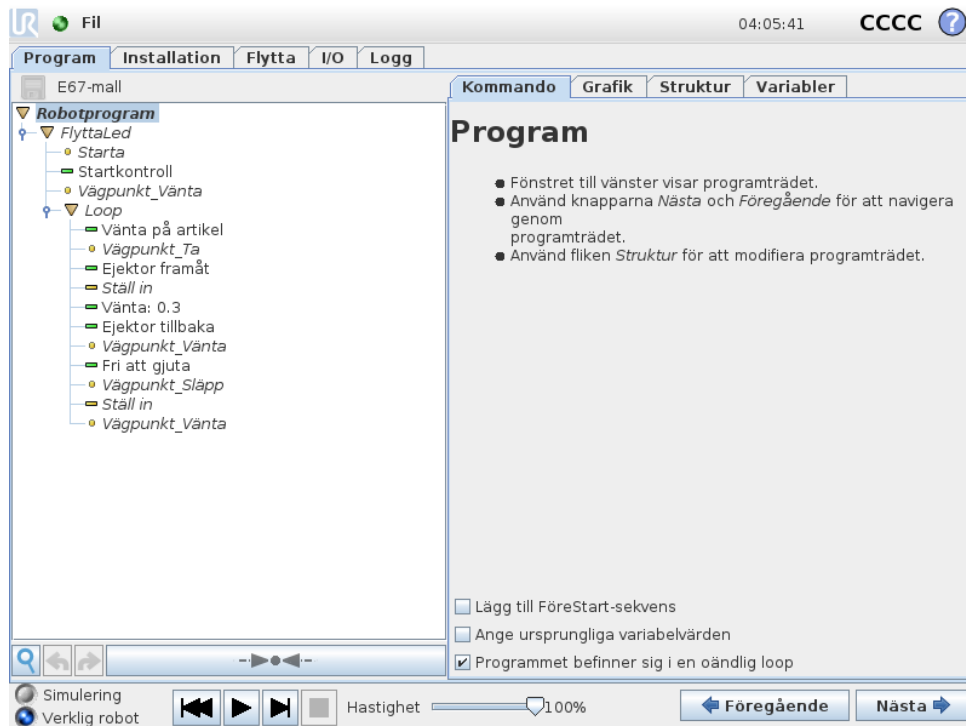 UR Fil 04:05:41 CCCC ?
Program Installation Flytta I/O Logg
E67-mall
Kommando Grafik Struktur Variabler
Robotprogram
FlyttaLed
Starta
Startkontroll
Vägpunkt_Vänta
Loop
Vänta på artikel
Vägpunkt_Ta
Ejektor framåt
Ställ in
Vänta: 0.3
Ejektor tillbaka
Vägpunkt_Vänta
Fri att gjuta
Vägpunkt_Släpp
Ställ in
Vägpunkt_Vänta
Program
Fönstret till vänster visar programträdet.
Använd knapparna Nästa och Föregående för att navigera
genom
programträdet.
Använd fliken Struktur för att modifiera programträdet.
Lägg till FöreStart-sekvens
Ange ursprungliga variabelvärden
Programmet befinner sig i en oändlig loop
Simulering
Verklig robot
Hastighet 100%
Föregående Nästa